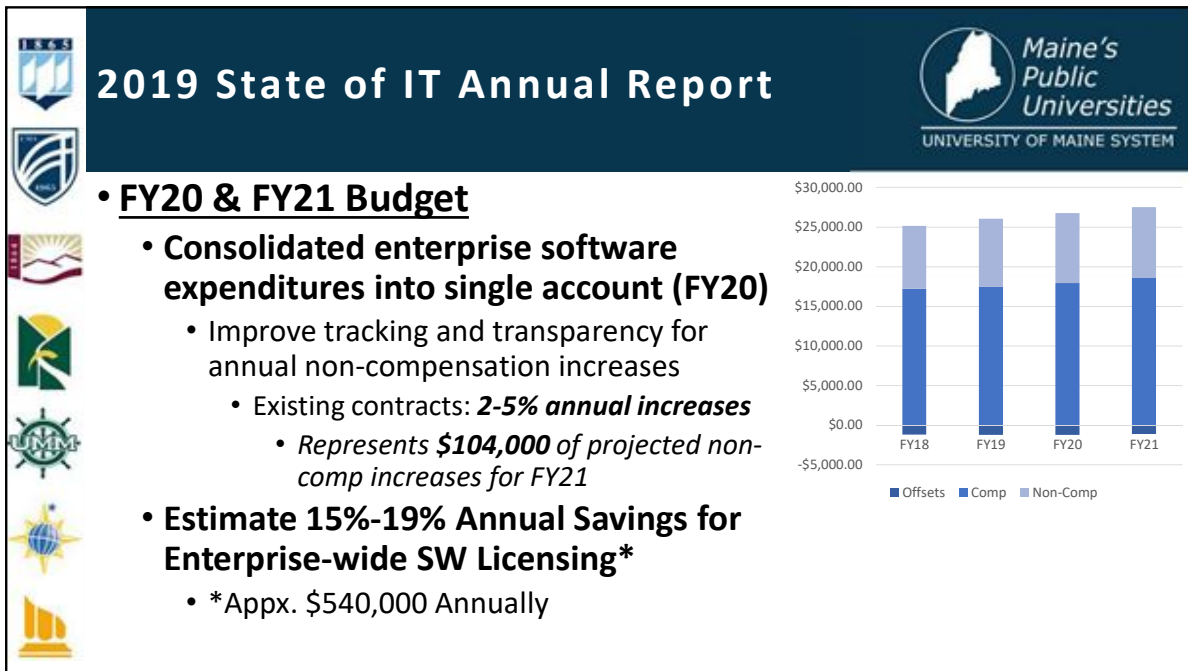 2019 State of IT Annual Report
Maine's
Public
Universities
UNIVERSITY OF MAINE SYSTEM
1865
1965
1864
UMM
• FY20 & FY21 Budget
• Consolidated enterprise software
expenditures into single account (FY20)
• Improve tracking and transparency for
annual non-compensation increases
• Existing contracts: 2-5% annual increases
• Represents $104,000 of projected non-
comp increases for FY21
• Estimate 15%-19% Annual Savings for
Enterprise-wide SW Licensing*
• *Appx. $540,000 Annually
$30,000.00
$25,000.00
$20,000.00
$15,000.00
$10,000.00
$5,000.00
$0.00
-$5,000.00
FY18 FY19 FY20 FY21
Offsets Comp Non-Comp